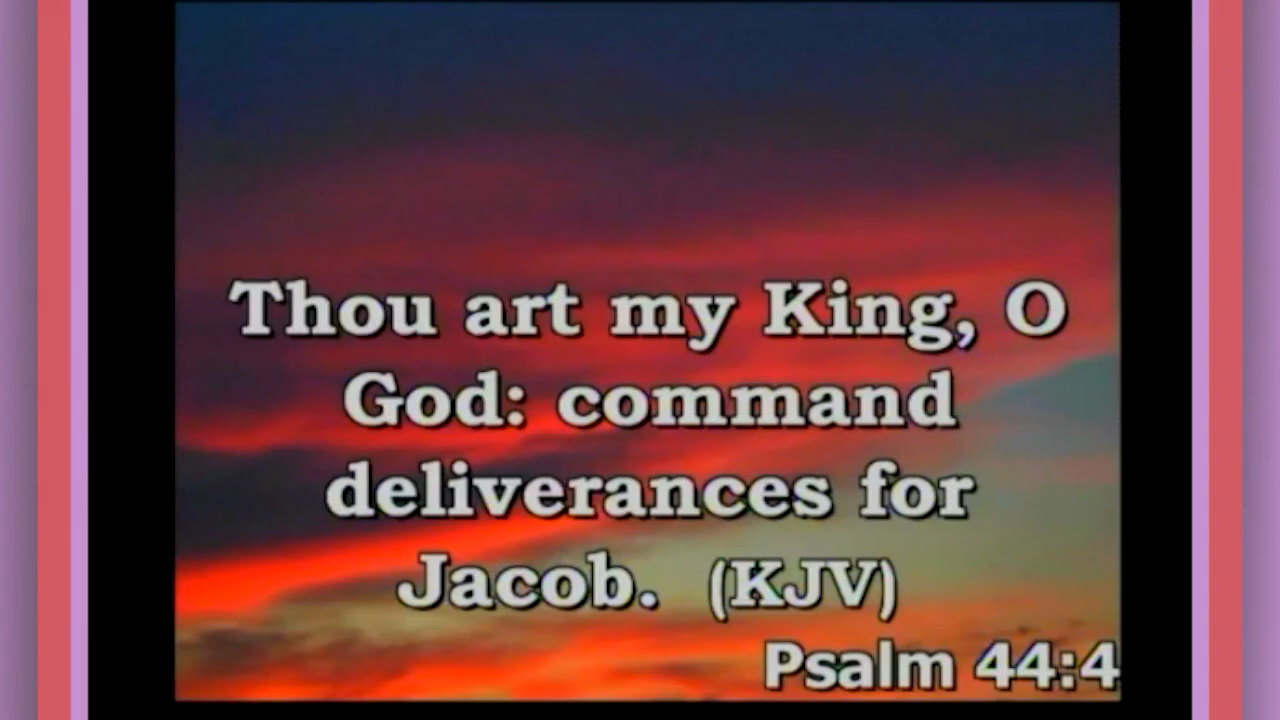 Thou art my King, O
God: command
deliverances for
Jacob. (KJV)
Psalm 44:4